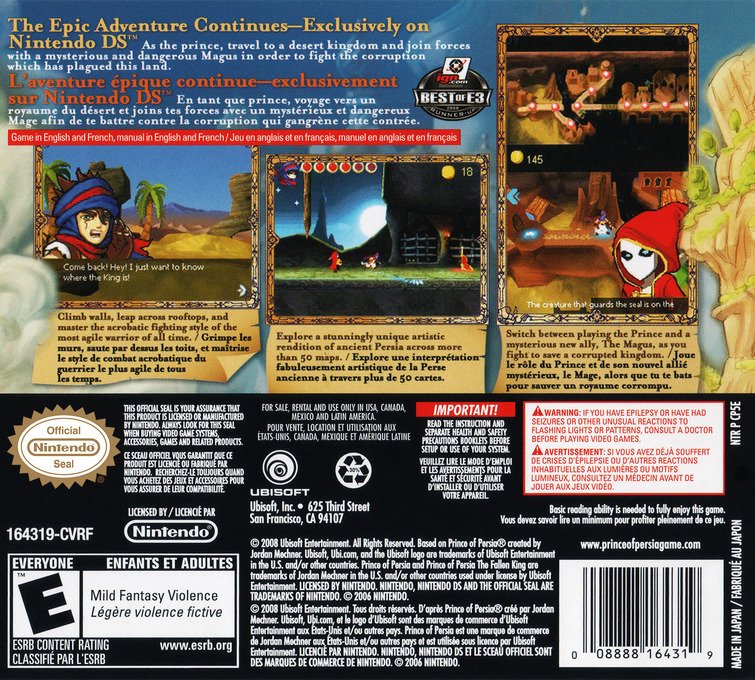 The Epic Adventure Continues—Exclusively on
Nintendo DS™ As the prince, travel to a desert kingdom and join forces
with a mysterious and dangerous Magus in order to fight the corruption
which has plagued this land.
L'aventure épique continue—exclusivement
sur Nintendo DS™ En tant que prince, voyage vers un
royaume du désert et joins tes forces avec un mystérieux et dangereux
Mage afin de te battre contre la corruption qui gangrène cette contrée.
Game in English and French, manual in English and French / Jeu en anglais et en français, manuel en anglais et en français
ign.com
BEST OF E3
2008
RUNNER-UP
Come back! Hey! I just want to know
where the King is!
18
145
The creature that guards the seal is on the
Climb walls, leap across rooftops, and
master the acrobatic fighting style of the
most agile warrior of all time. / Grimpe les
murs, saute par dessus les toits, et maîtrise
le style de combat acrobatique du
guerrier le plus agile de tous
les temps.
Explore a stunningly unique artistic
rendition of ancient Persia across more
than 50 maps. / Explore une interprétation
fabuleusement artistique de la Perse
ancienne à travers plus de 50 cartes.
Switch between playing the Prince and a
mysterious new ally, The Magus, as you
fight to save a corrupted kingdom. / Joue
le rôle du Prince et de son nouvel allié
mystérieux, le Mage, alors que tu te bats
pour sauver un royaume corrompu.
Official
Nintendo
Seal
THIS OFFICIAL SEAL IS YOUR ASSURANCE THAT
THIS PRODUCT IS LICENSED OR MANUFACTURED
BY NINTENDO. ALWAYS LOOK FOR THIS SEAL
WHEN BUYING VIDEO GAME SYSTEMS,
ACCESSORIES, GAMES AND RELATED PRODUCTS.
CE SCEAU OFFICIEL VOUS GARANTIT QUE CE
PRODUIT EST LICENCIÉ OU FABRIQUÉ PAR
NINTENDO. RECHERCHEZ-LE TOUJOURS QUAND
VOUS ACHETEZ DES JEUX ET ACCESSOIRES POUR
VOUS ASSURER DE LEUR COMPATIBILITÉ.
LICENSED BY / LICENCIÉ PAR
Nintendo
164319-CVRF
FOR SALE, RENTAL AND USE ONLY IN USA, CANADA,
MEXICO AND LATIN AMERICA.
POUR VENTE, LOCATION ET UTILISATION AUX
ÉTATS-UNIS, CANADA, MEXIQUE ET AMERIQUE LATINE
30%
UBISOFT
Ubisoft, Inc. • 625 Third Street
San Francisco, CA 94107
IMPORTANT!
READ THE INSTRUCTION AND
SEPARATE HEALTH AND SAFETY
PRECAUTIONS BOOKLETS BEFORE
SETUP OR USE OF YOUR SYSTEM.
VEUILLEZ LIRE LE MODE D'EMPLOI
ET LES AVERTISSEMENTS POUR LA
SANTÉ ET SÉCURITÉ AVANT
D'INSTALLER OU D'UTILISER
VOTRE APPAREIL.
WARNING: IF YOU HAVE EPILEPSY OR HAVE HAD
SEIZURES OR OTHER UNUSUAL REACTIONS TO
FLASHING LIGHTS OR PATTERNS, CONSULT A DOCTOR
BEFORE PLAYING VIDEO GAMES.
AVERTISSEMENT: SI VOUS AVEZ DÉJÀ SOUFFERT
DE CRISES D'ÉPILEPSIE OU D'AUTRES RÉACTIONS
INHABITUELLES AUX LUMIÈRES OU MOTIFS
LUMINEUX, CONSULTEZ UN MÉDECIN AVANT DE
JOUER AUX JEUX VIDÉO.
NTR P CP5E
Basic reading ability is needed to fully enjoy this game.
Vous devez savoir lire un minimum pour profiter pleinement de ce jeu.
EVERYONE ENFANTS ET ADULTES
E
Mild Fantasy Violence
Légère violence fictive
ESRB CONTENT RATING www.esrb.org
CLASSIFIÉ PAR L'ESRB
© 2008 Ubisoft Entertainment. All Rights Reserved. Based on Prince of Persia® created by
Jordan Mechner. Ubisoft, Ubi.com, and the Ubisoft logo are trademarks of Ubisoft Entertainment
in the U.S. and/or other countries. Prince of Persia and Prince of Persia The Fallen King are
trademarks of Jordan Mechner in the U.S. and/or other countries used under license by Ubisoft
Entertainment. LICENSED BY NINTENDO. NINTENDO, NINTENDO DS AND THE OFFICIAL SEAL ARE
TRADEMARKS OF NINTENDO. © 2006 NINTENDO.
© 2008 Ubisoft Entertainment. Tous droits réservés. D'après Prince of Persia® créé par Jordan
Mechner. Ubisoft, Ubi.com, et le logo d'Ubisoft sont des marques de commerce d'Ubisoft
Entertainment aux États-Unis et/ou autres pays. Prince of Persia est une marque de commerce
de Jordan Mechner aux États-Unis et/ou autres pays et est utilisée sous licence par Ubisoft
Entertainment. LICENCIÉ PAR NINTENDO. NINTENDO, NINTENDO DS ET LE SCEAU OFFICIEL SONT
DES MARQUES DE COMMERCE DE NINTENDO. © 2006 NINTENDO.
www.princeofpersiagame.com
0 08888 16431 9
MADE IN JAPAN / FABRIQUÉ AU JAPON